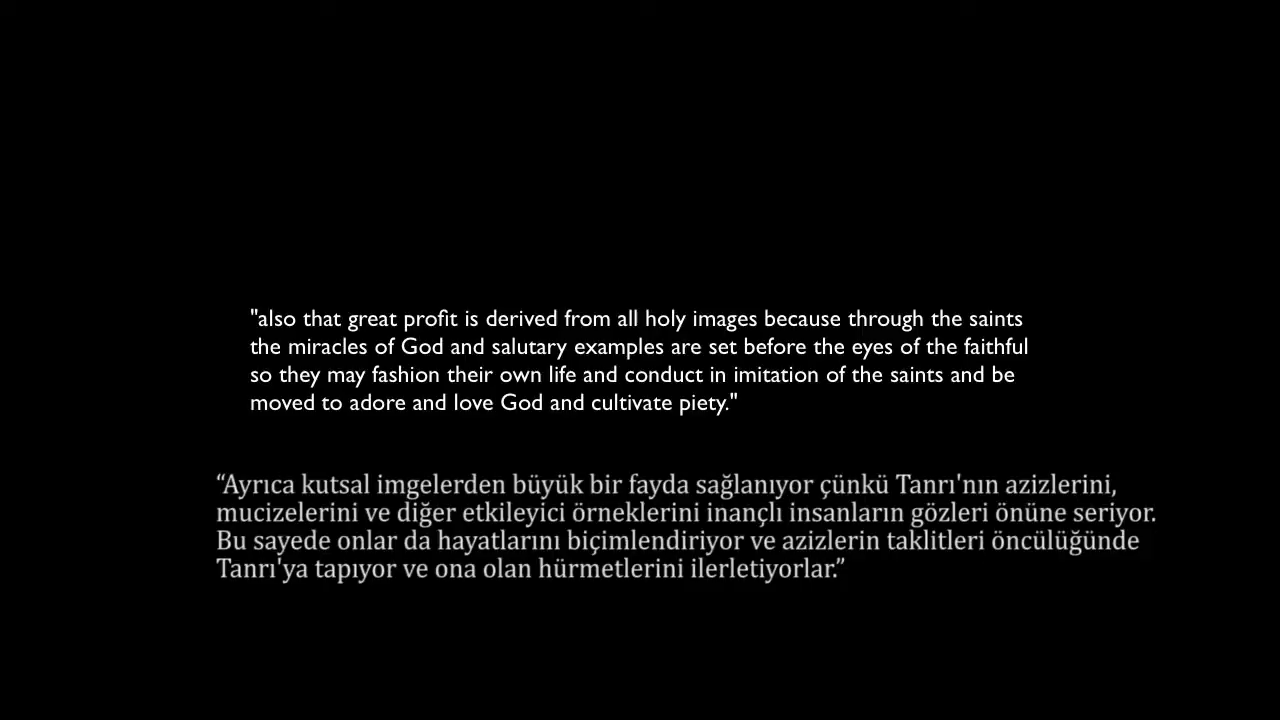 "also that great profit is derived from all holy images because through the saints
the miracles of God and salutary examples are set before the eyes of the faithful
so they may fashion their own life and conduct in imitation of the saints and be
moved to adore and love God and cultivate piety."
“Ayrıca kutsal imgelerden büyük bir fayda sağlanıyor çünkü Tanrı'nın azizlerini,
mucizelerini ve diğer etkileyici örneklerini inançlı insanların gözleri önüne seriyor.
Bu sayede onlar da hayatlarını biçimlendiriyor ve azizlerin taklitleri öncülüğünde
Tanrı'ya tapıyor ve ona olan hürmetlerini ilerletiyorlar.”